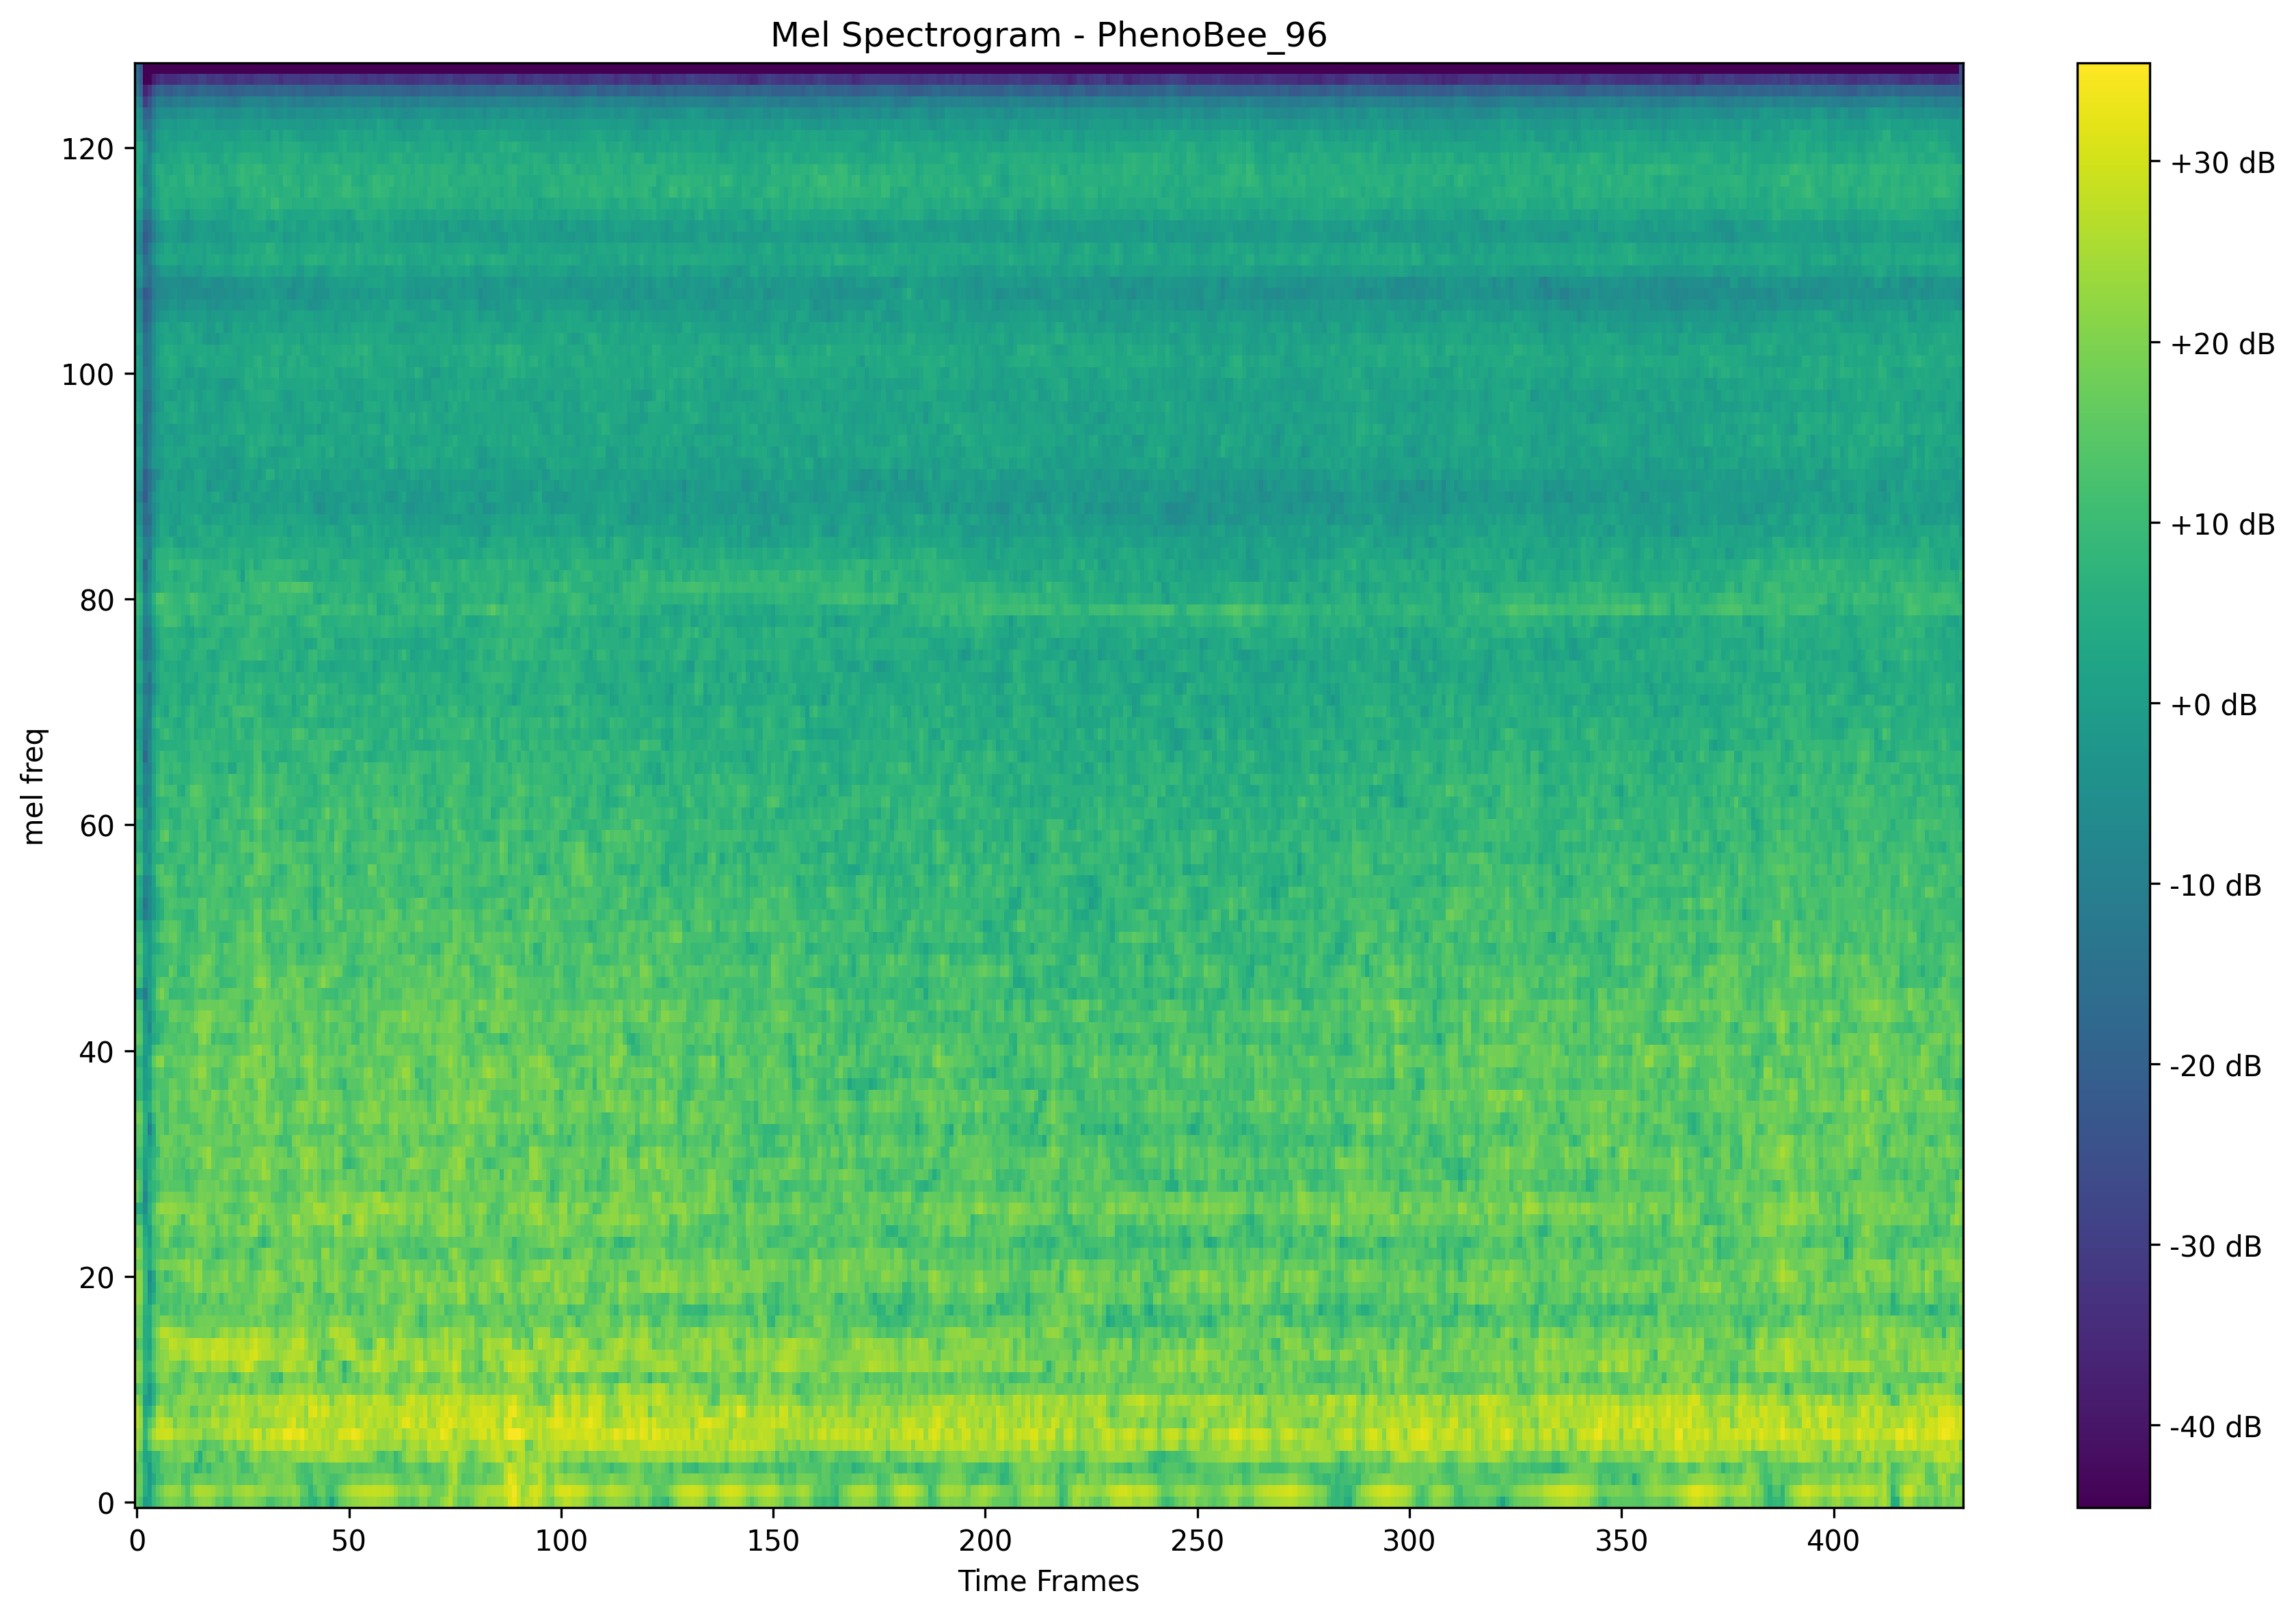 Mel Spectrogram - PhenoBee_96
mel freq
120
100
80
60
40
20
0
0 50 100 150 200 250 300 350 400
Time Frames
+30 dB
+20 dB
+10 dB
+0 dB
-10 dB
-20 dB
-30 dB
-40 dB